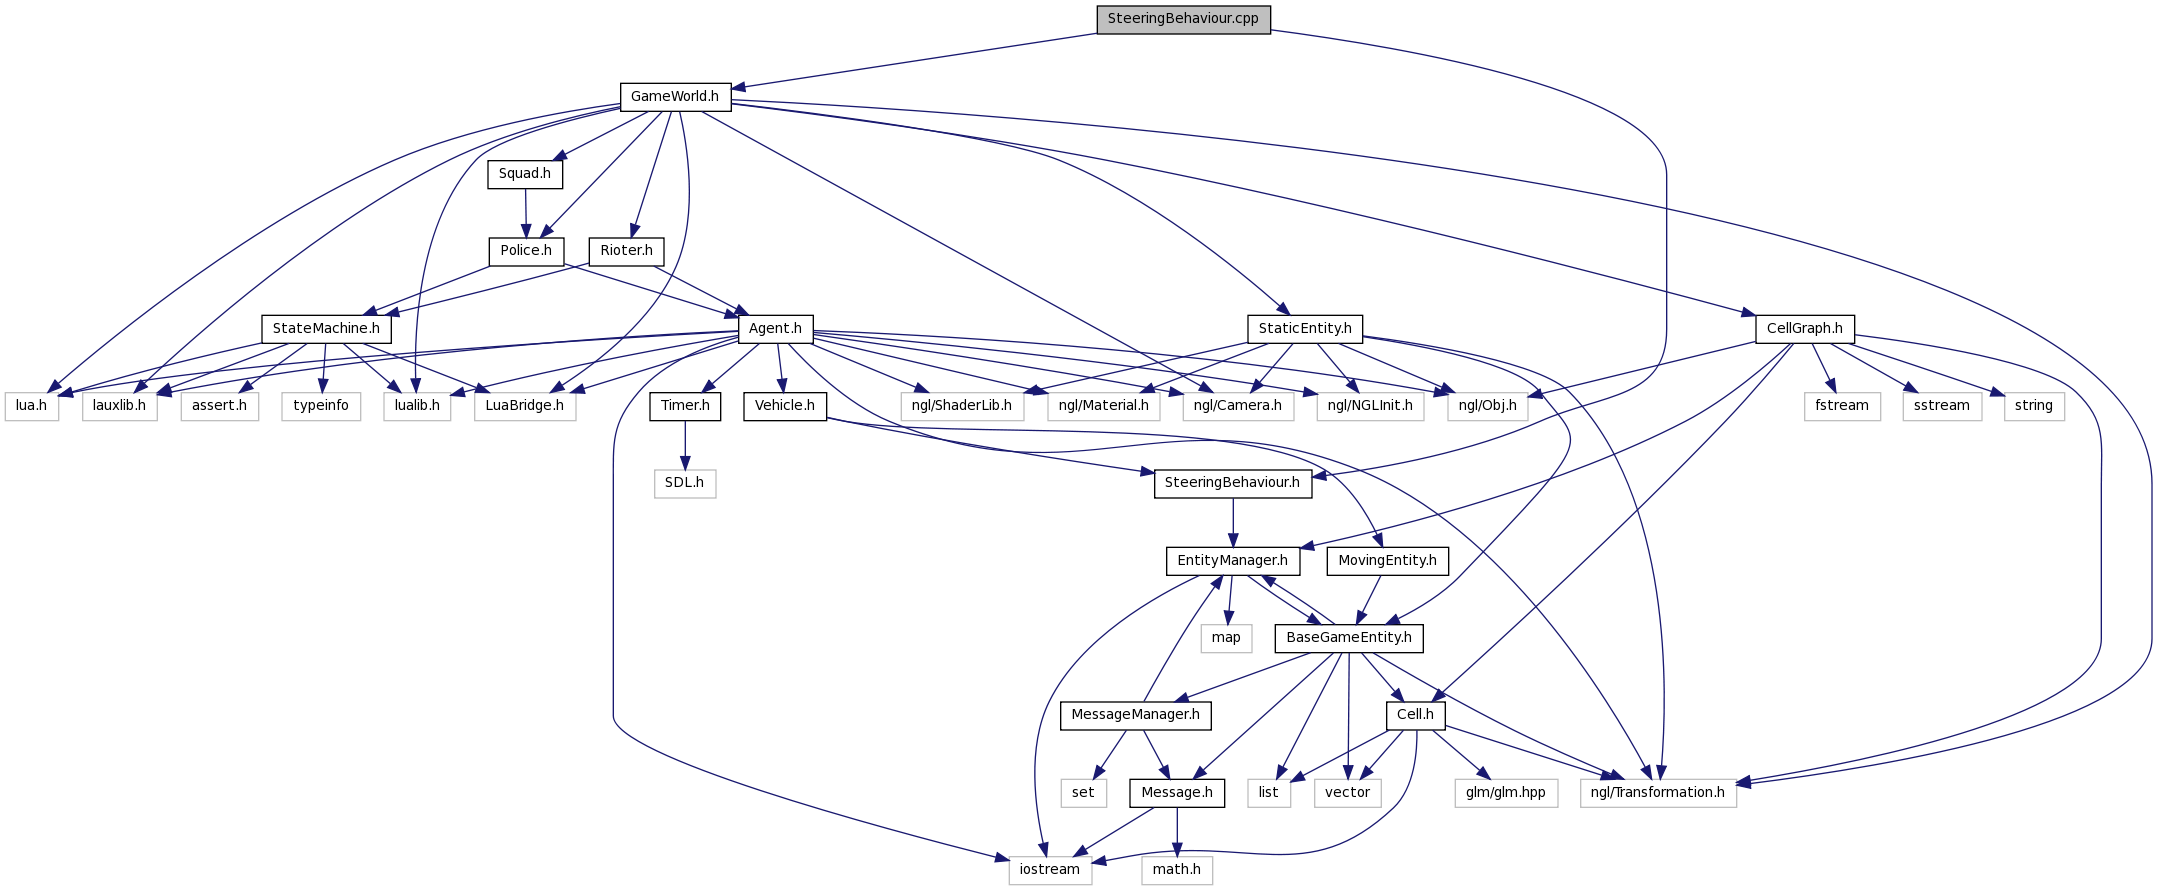 SteeringBehaviour.cpp
GameWorld.h
Squad.h
Police.h
Rioter.h
StateMachine.h
Agent.h
StaticEntity.h
CellGraph.h
lua.h
lauxlib.h
assert.h
typeinfo
lualib.h
LuaBridge.h
Timer.h
Vehicle.h
ngl/ShaderLib.h
ngl/Material.h
ngl/Camera.h
ngl/NGLInit.h
ngl/Obj.h
fstream
sstream
string
SDL.h
SteeringBehaviour.h
EntityManager.h
MovingEntity.h
map
BaseGameEntity.h
MessageManager.h
Cell.h
set
Message.h
list
vector
glm/glm.hpp
ngl/Transformation.h
iostream
math.h